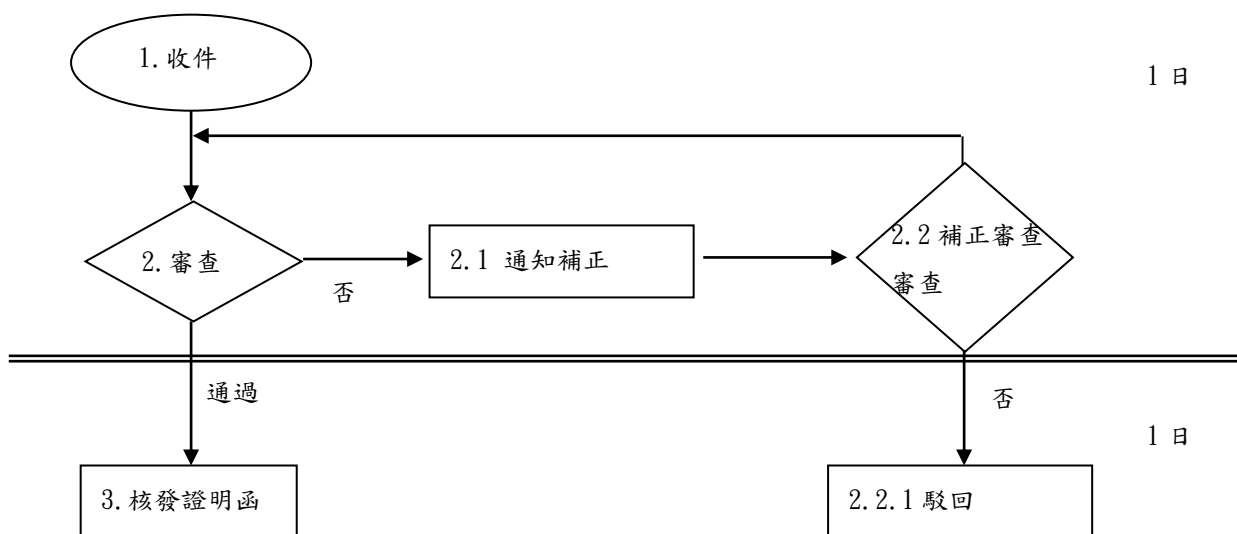 1.收件
1 日
2.審查
否
2.1 通知補正
2.2 補正審查
審查
通過
否
1 日
3.核發證明函
2.2.1 駁回